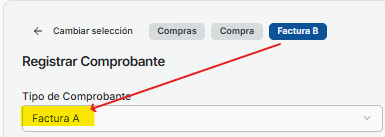 Cambiar selección Compras Compra Factura B
Registrar Comprobante
Tipo de Comprobante
Factura A